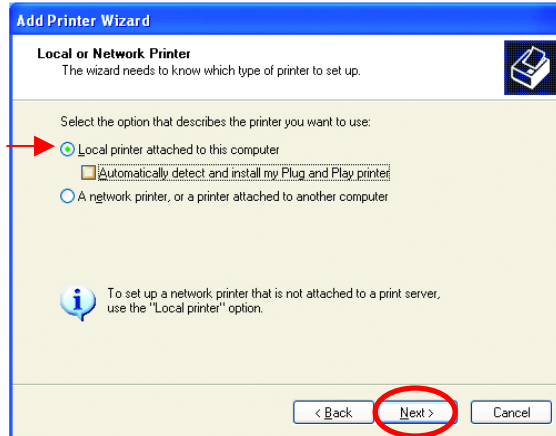 Add Printer Wizard
Local or Network Printer
The wizard needs to know which type of printer to set up.
Select the option that describes the printer you want to use:
Local printer attached to this computer
Automatically detect and install my Plug and Play printer
A network printer, or a printer attached to another computer
To set up a network printer that is not attached to a print server,
use the "Local printer" option.
< Back
Next >
Cancel